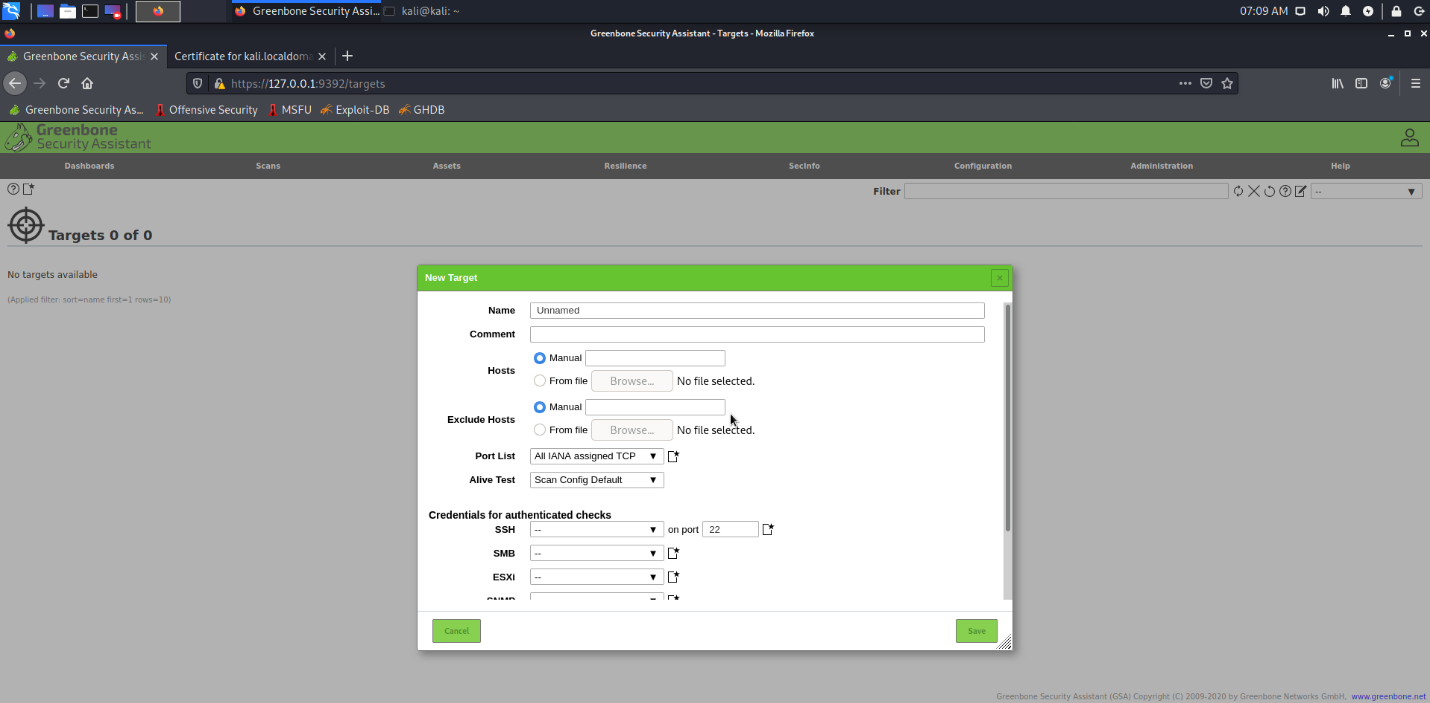 Greenbone Security Assi... kali@kali: ~ 07:09 AM
Greenbone Security Assistant - Targets - Mozilla Firefox
Greenbone Security Assi Certificate for kali.localdoma
https://127.0.0.1:9392/targets
Greenbone Security As... Offensive Security MSFU Exploit-DB GHDB
Greenbone
Security Assistant
Dashboards Scans Assets Resilience SecInfo Configuration Administration Help
Filter --
Targets 0 of 0
No targets available
(Applied filter: sort=name first=1 rows=10)
New Target
Name Unnamed
Comment
Hosts
Manual
From file Browse... No file selected.
Exclude Hosts
Manual
From file Browse... No file selected.
Port List All IANA assigned TCP
Alive Test Scan Config Default
Credentials for authenticated checks
SSH -- on port 22
SMB --
ESXi --
SNMP
Cancel Save
Greenbone Security Assistant (GSA) Copyright (C) 2009-2020 by Greenbone Networks GmbH, www.greenbone.net